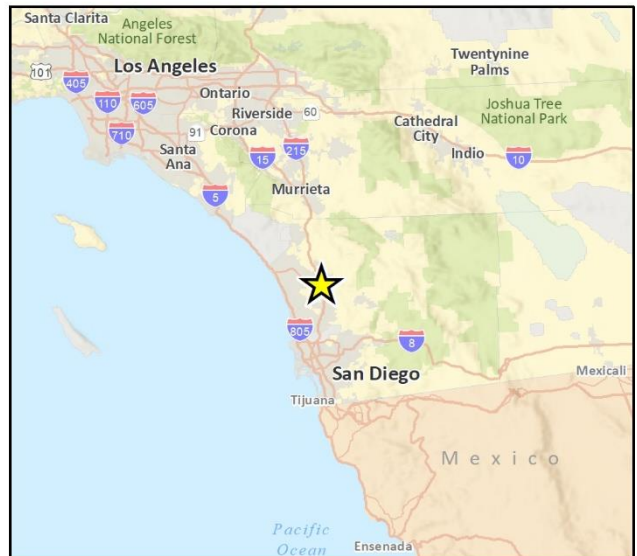 Santa Clarita
Angeles
National Forest
Twentynine
Palms
101
Los Angeles
405
Ontario
110
605
Joshua Tree
National Park
Riverside
60
Cathedral
City
710
91
Corona
Indio
10
Santa
Ana
15
215
Murrieta
5
805
8
San Diego
Mexicali
Tijuana
Mexico
Pacific
Ocean
Ensenada